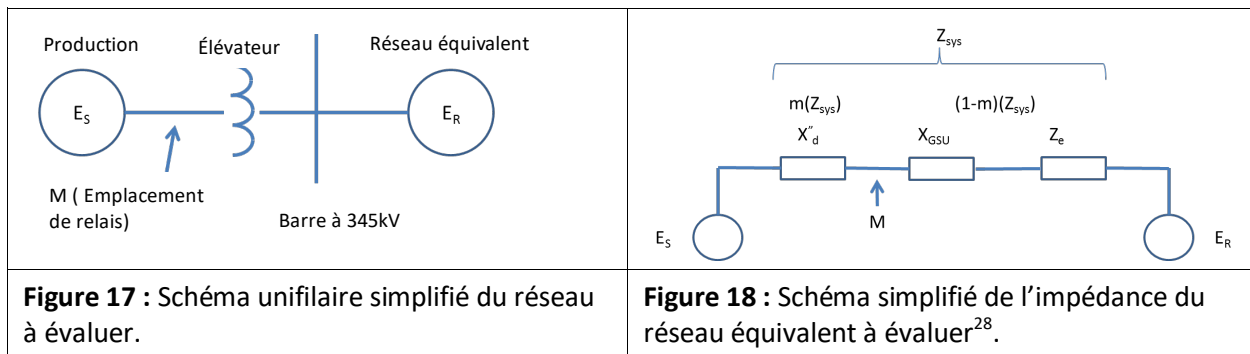 Production
Élévateur
Réseau équivalent
E_S
E_R
M ( Emplacement
de relais)
Barre à 345kV
Figure 17 : Schéma unifilaire simplifié du réseau
à évaluer.
Z_sys
m(Z_sys)
(1-m)(Z_sys)
X"_d
X_GSU
Z_e
M
E_S
E_R
Figure 18 : Schéma simplifié de l’impédance du
réseau équivalent à évaluer²⁸.